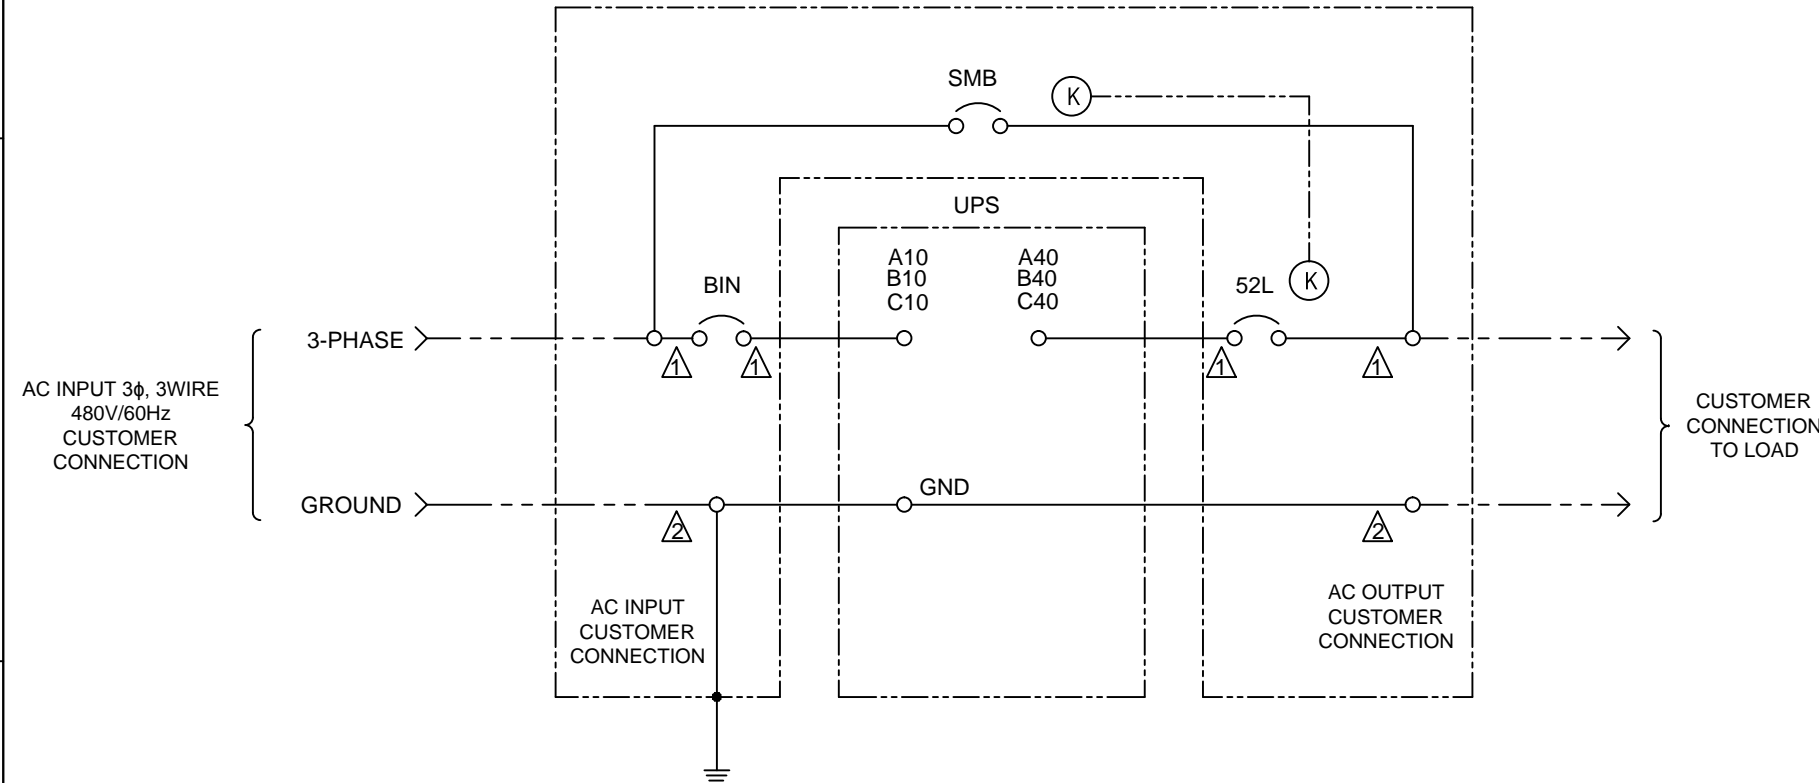 SMB
K
UPS
A10
B10
C10
A40
B40
C40
BIN
52L
K
3-PHASE
1
1
1
1
AC INPUT 3ϕ, 3WIRE
480V/60Hz
CUSTOMER
CONNECTION
CUSTOMER
CONNECTION
TO LOAD
GROUND
GND
2
2
AC INPUT
CUSTOMER
CONNECTION
AC OUTPUT
CUSTOMER
CONNECTION